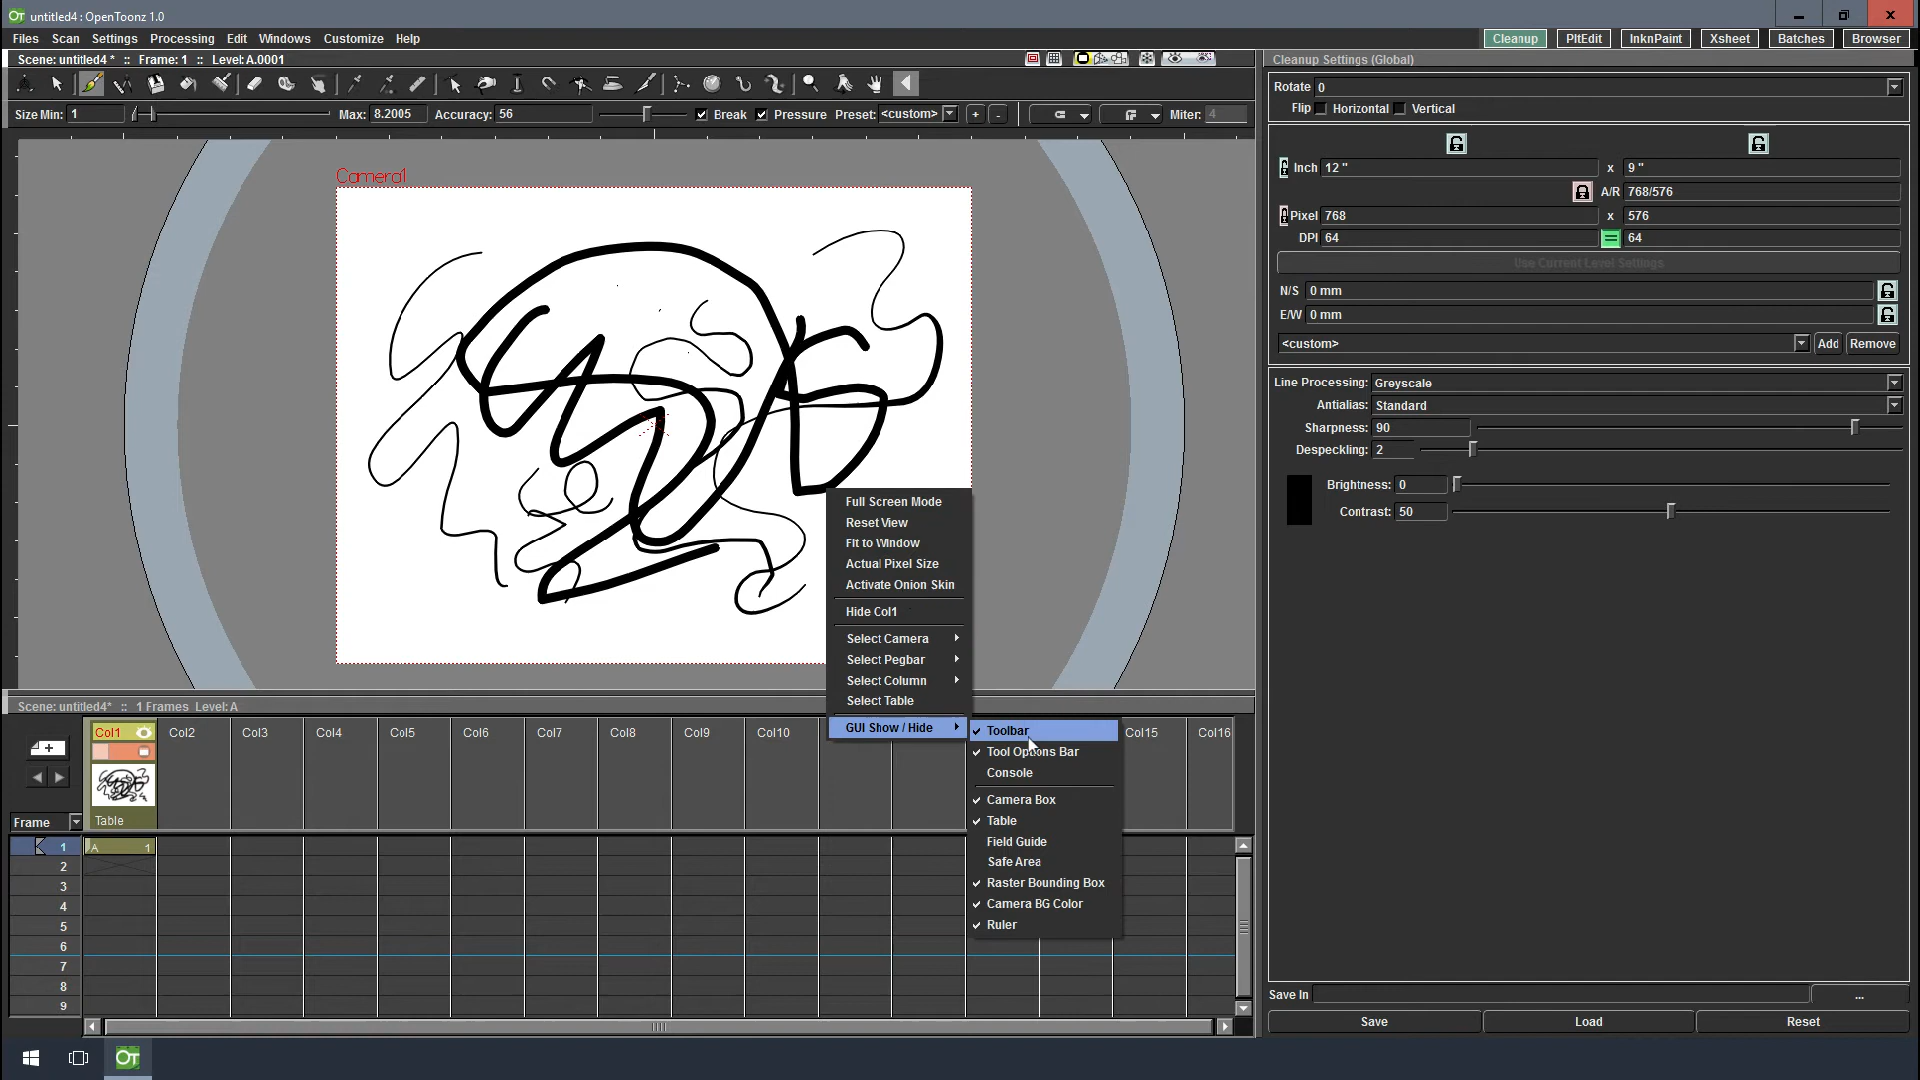 untitled4 : OpenToonz 1.0
Files Scan Settings Processing Edit Windows Customize Help
Cleanup PltEdit InknPaint Xsheet Batches Browser
Scene: untitled4 * :: Frame: 1 :: Level: A.0001
Size Min: 1 Max: 8.2005 Accuracy: 56 Break Pressure Preset: <custom> + - Miter: 4
Camera1
Cleanup Settings (Global)
Rotate 0
Flip Horizontal Vertical
Inch 12 " x 9 "
A/R 768/576
Pixel 768 x 576
DPI 64 64
Use Current Level Settings
N/S 0 mm
E/W 0 mm
<custom> Add Remove
Line Processing: Greyscale
Antialias: Standard
Sharpness: 90
Despeckling: 2
Brightness: 0
Contrast: 50
Save In ...
Save Load Reset
Full Screen Mode
Reset View
Fit to Window
Actual Pixel Size
Activate Onion Skin
Hide Col1
Select Camera
Select Pegbar
Select Column
Select Table
GUI Show / Hide
Toolbar
Tool Options Bar
Console
Camera Box
Table
Field Guide
Safe Area
Raster Bounding Box
Camera BG Color
Ruler
Scene: untitled4* :: 1 Frames Level: A
Col1 Col2 Col3 Col4 Col5 Col6 Col7 Col8 Col9 Col10 Col15 Col16
Table
Frame
1 A 1
2
3
4
5
6
7
8
9
OT